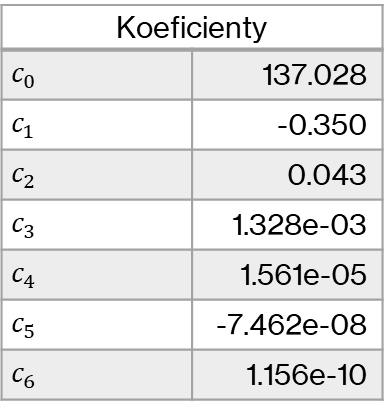 Koeficienty
c₀ 137.028
c₁ -0.350
c₂ 0.043
c₃ 1.328e-03
c₄ 1.561e-05
c₅ -7.462e-08
c₆ 1.156e-10